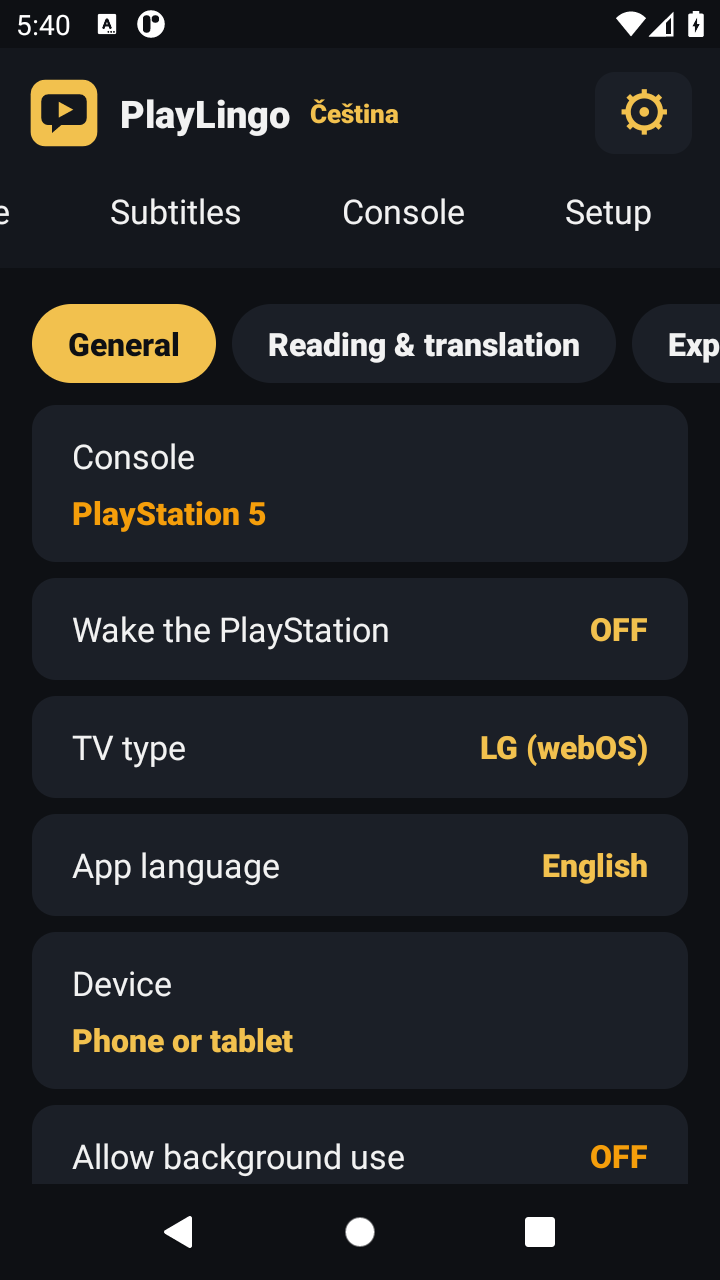 5:40
PlayLingo Čeština
e Subtitles Console Setup
General Reading & translation Exp
Console
PlayStation 5
Wake the PlayStation OFF
TV type LG (webOS)
App language English
Device
Phone or tablet
Allow background use OFF